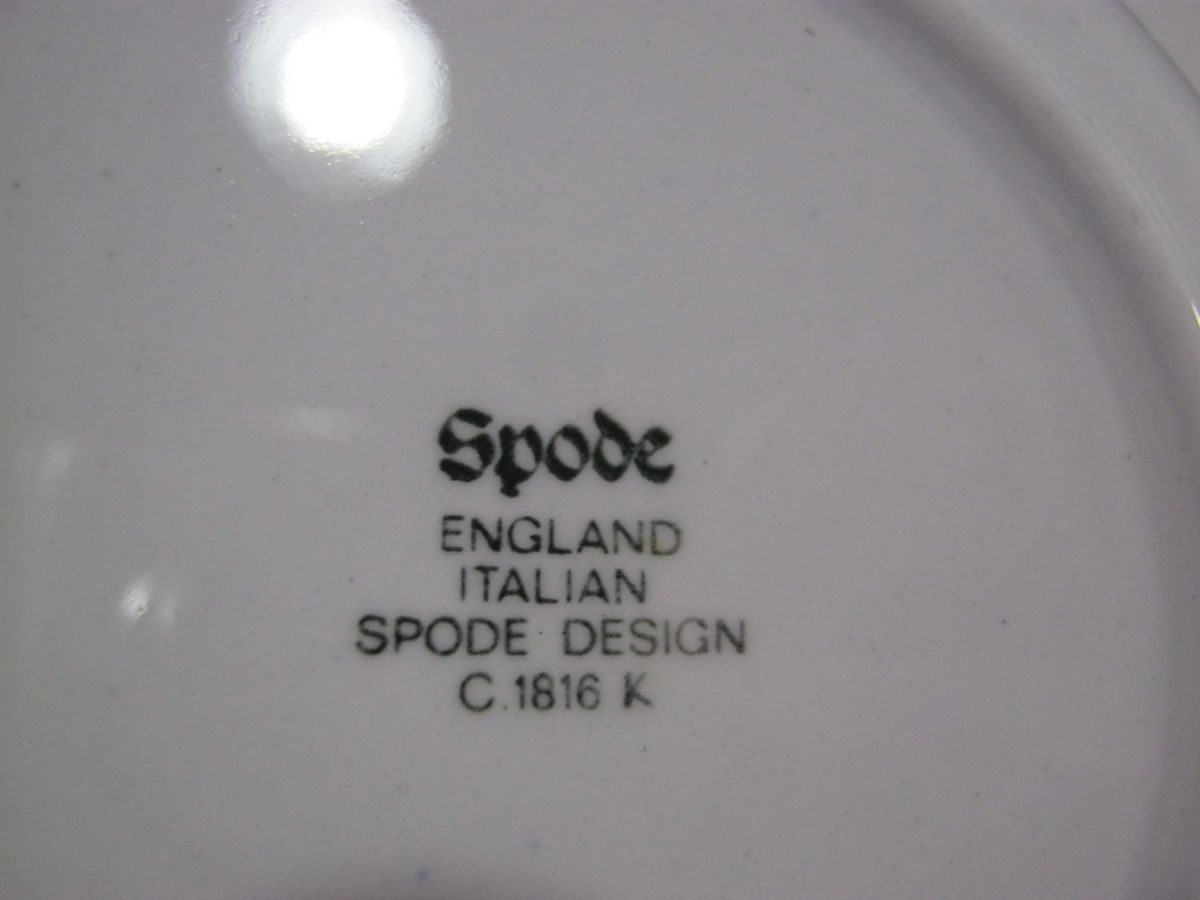 Spode
ENGLAND
ITALIAN
SPODE DESIGN
C.1816 K